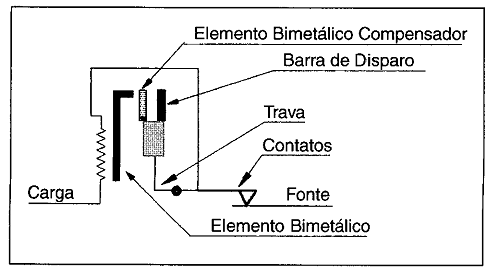 Elemento Bimetálico Compensador
Barra de Disparo
Trava
Contatos
Carga
Fonte
Elemento Bimetálico